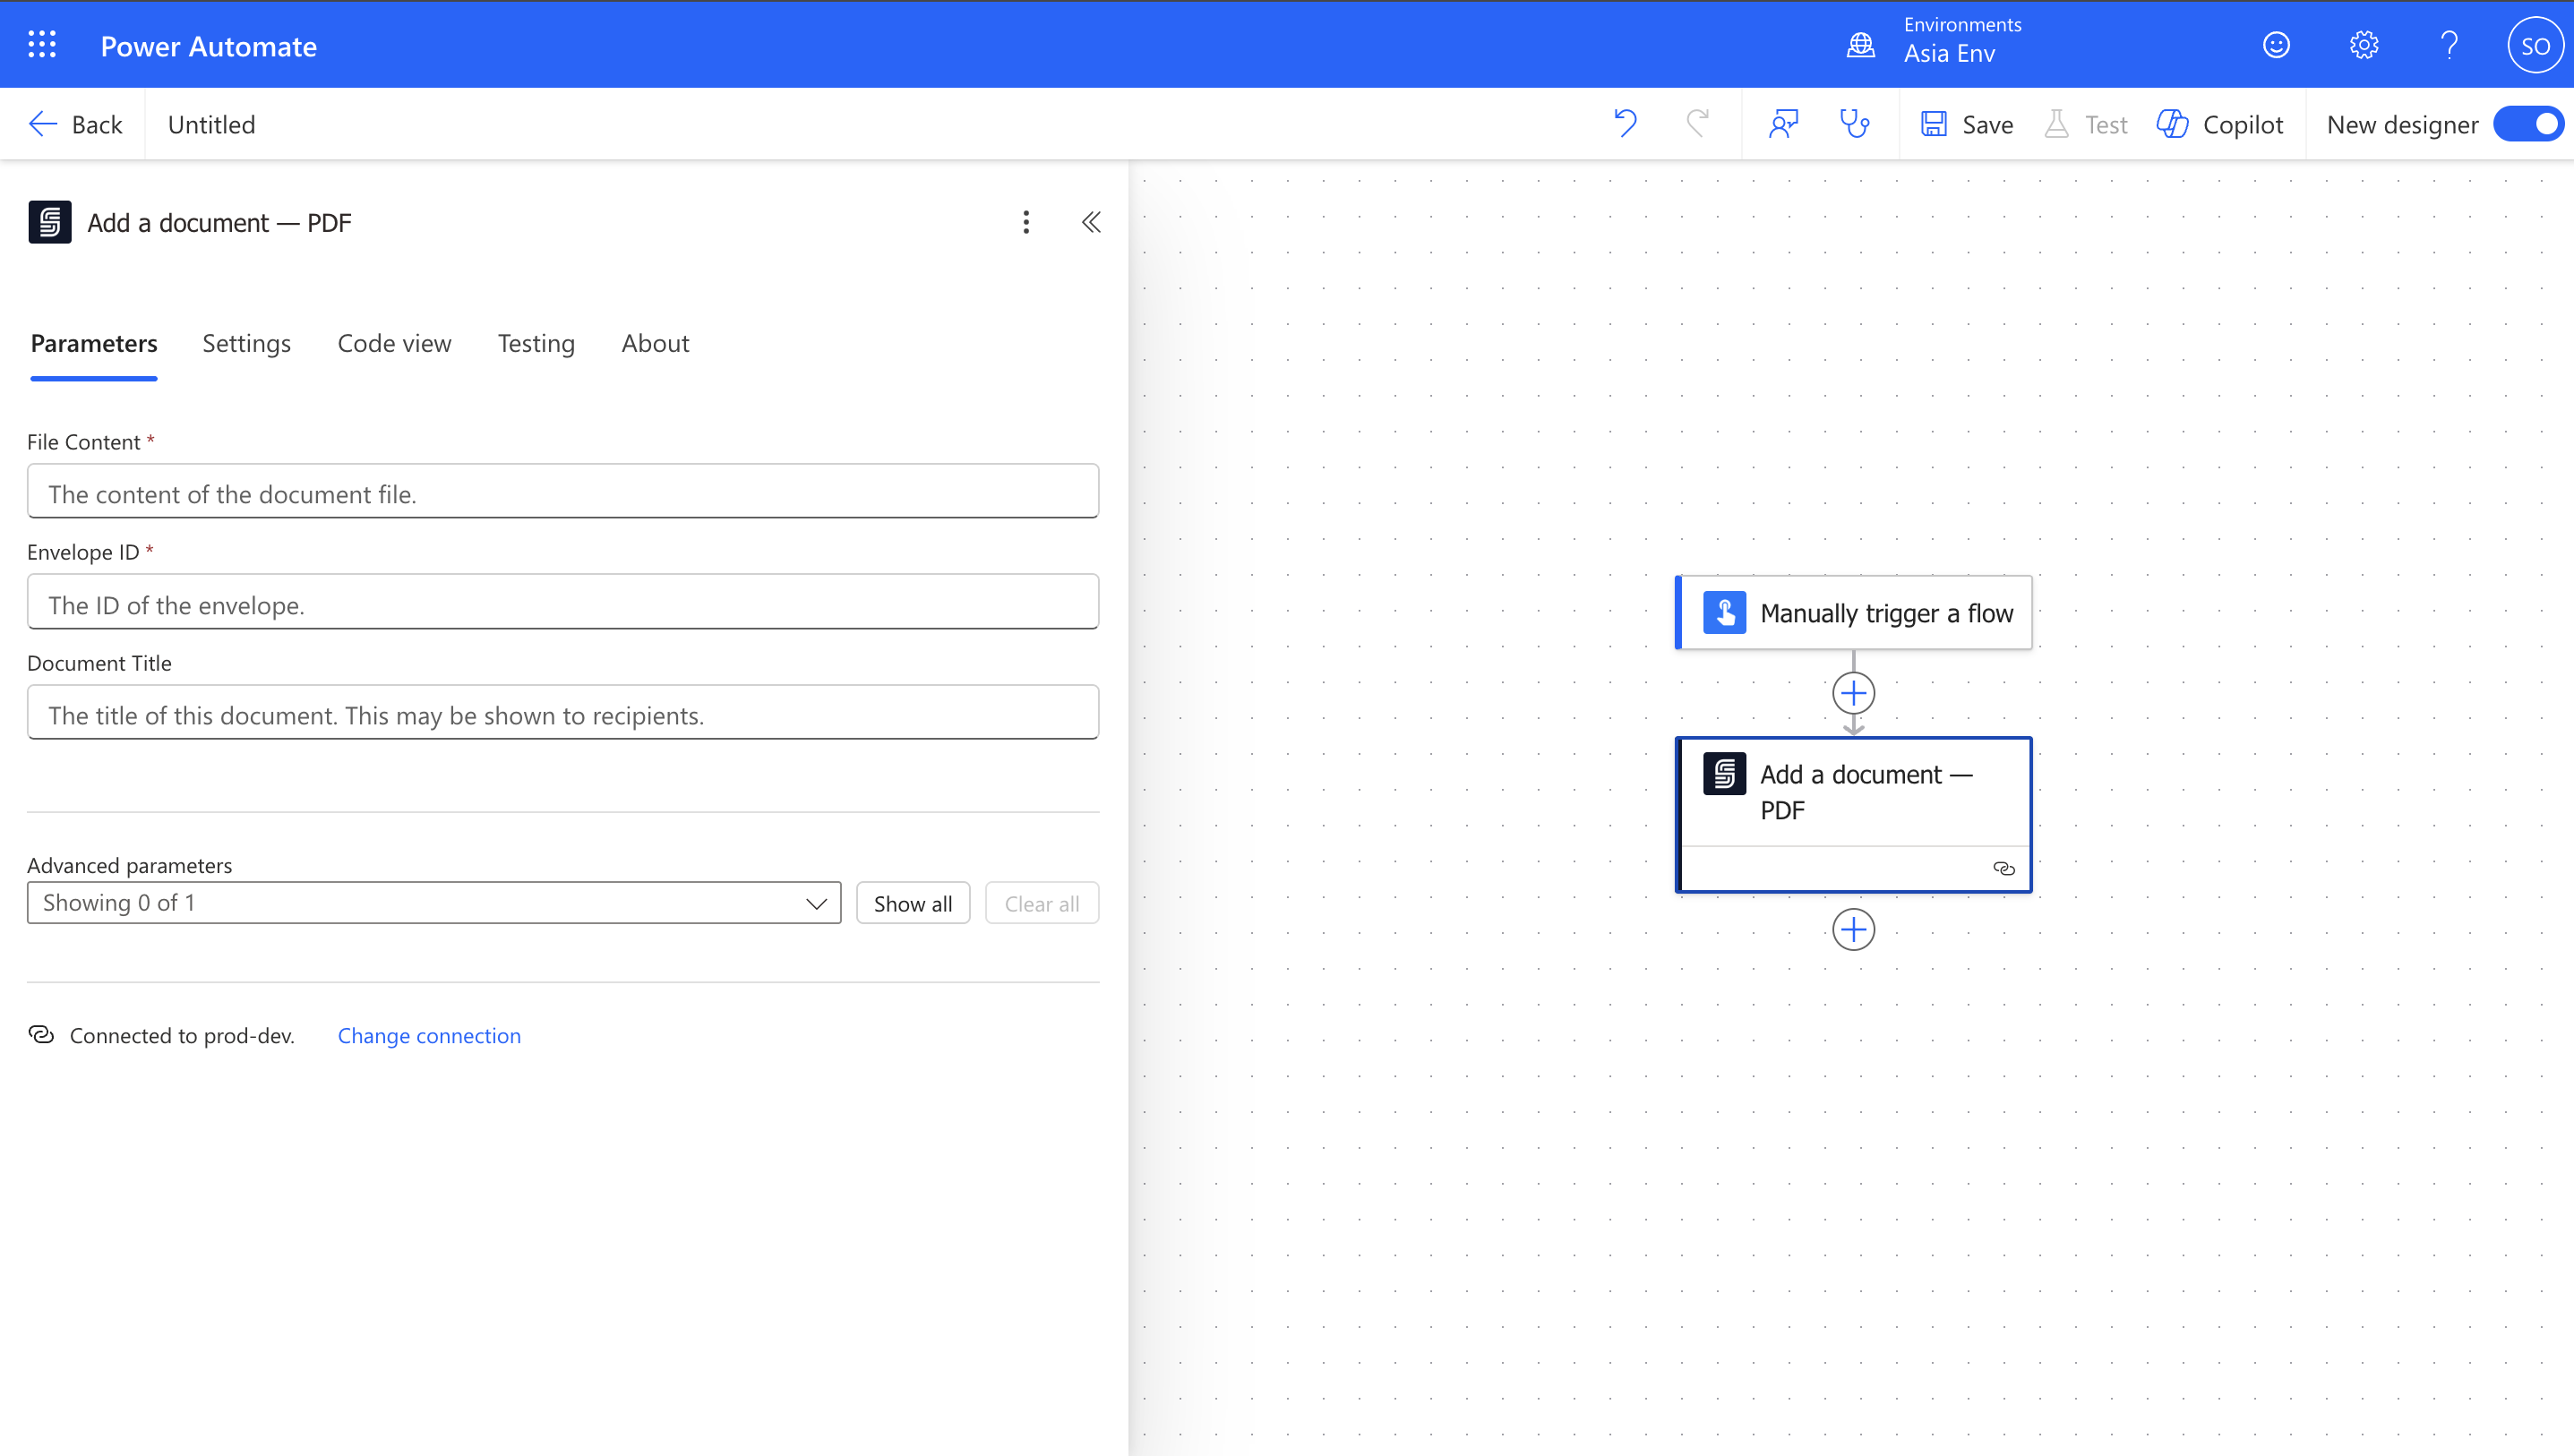 Power Automate
Environments
Asia Env
SO
Back
Untitled
Save
Test
Copilot
New designer
Add a document — PDF
Parameters
Settings
Code view
Testing
About
File Content *
The content of the document file.
Envelope ID *
The ID of the envelope.
Document Title
The title of this document. This may be shown to recipients.
Advanced parameters
Showing 0 of 1
Show all
Clear all
Connected to prod-dev.
Change connection
Manually trigger a flow
Add a document —
PDF